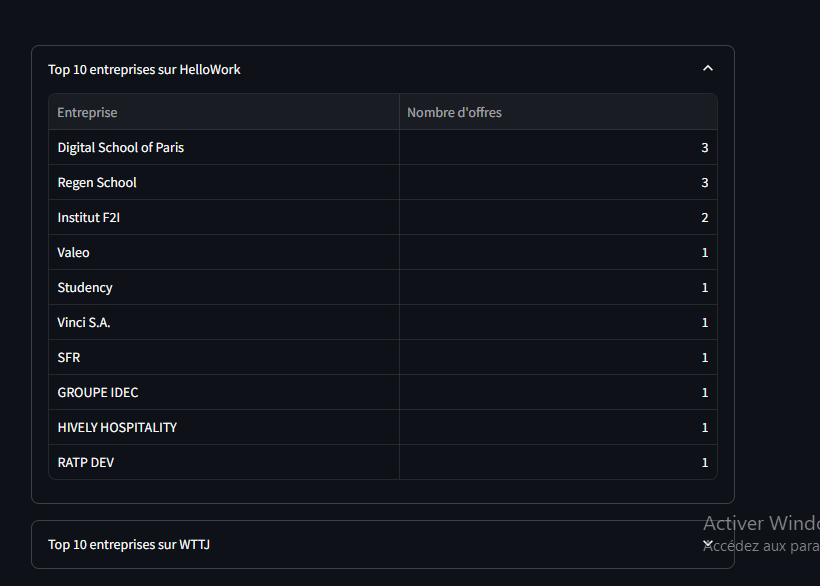 Top 10 entreprises sur HelloWork
Entreprise Nombre d'offres
Digital School of Paris 3
Regen School 3
Institut F2I 2
Valeo 1
Studency 1
Vinci S.A. 1
SFR 1
GROUPE IDEC 1
HIVELY HOSPITALITY 1
RATP DEV 1
Activer Windo
Top 10 entreprises sur WTTJ
Accédez aux para